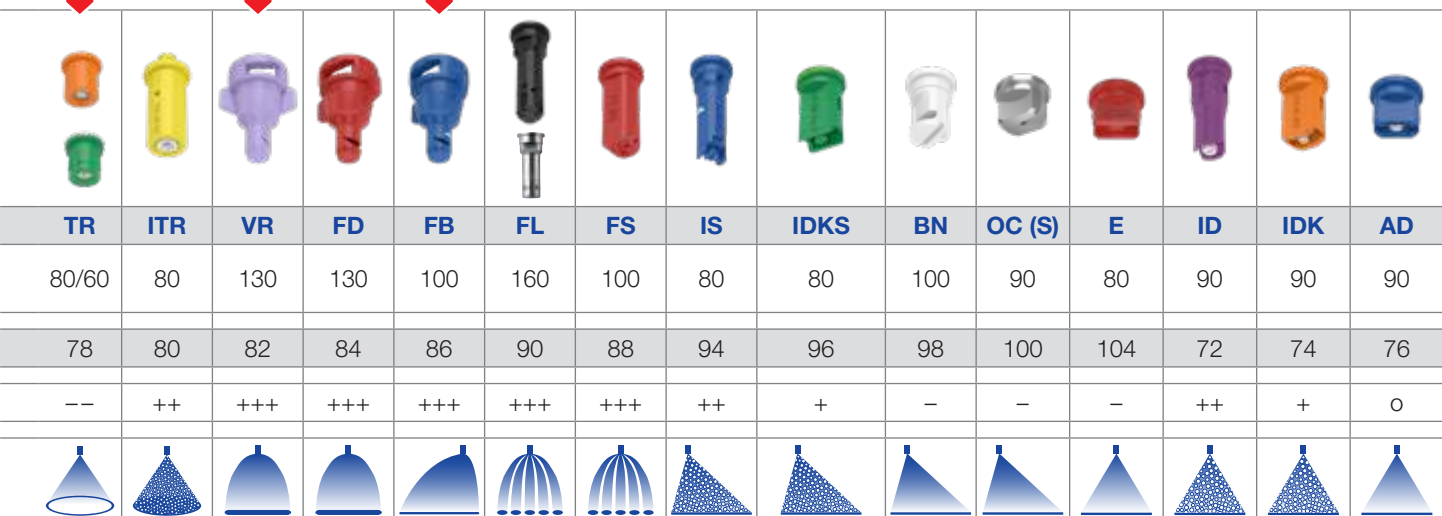 TR ITR VR FD FB FL FS IS IDKS BN OC (S) E ID IDK AD
80/60 80 130 130 100 160 100 80 80 100 90 80 90 90 90
78 80 82 84 86 90 88 94 96 98 100 104 72 74 76
−− ++ +++ +++ +++ +++ +++ ++ + − − − ++ + o